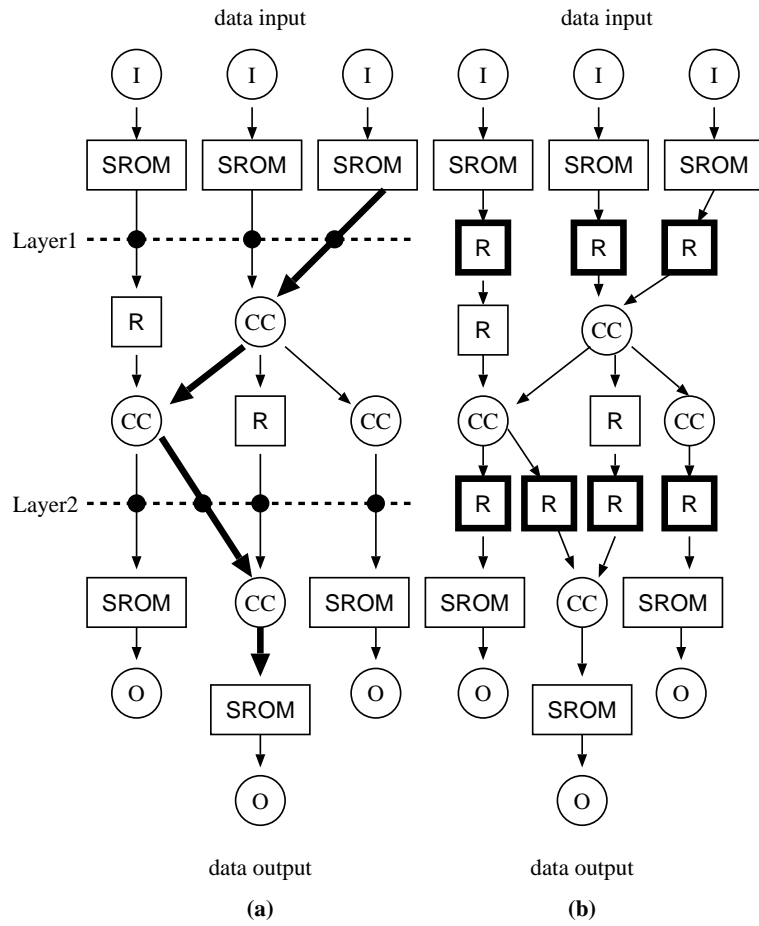 data input data input
I I I I I I
SROM SROM SROM SROM SROM SROM
Layer1 R R R
R CC R CC
CC R CC CC R CC
Layer2 R R R R
SROM CC SROM SROM CC SROM
O SROM O O SROM O
O O
data output data output
(a) (b)